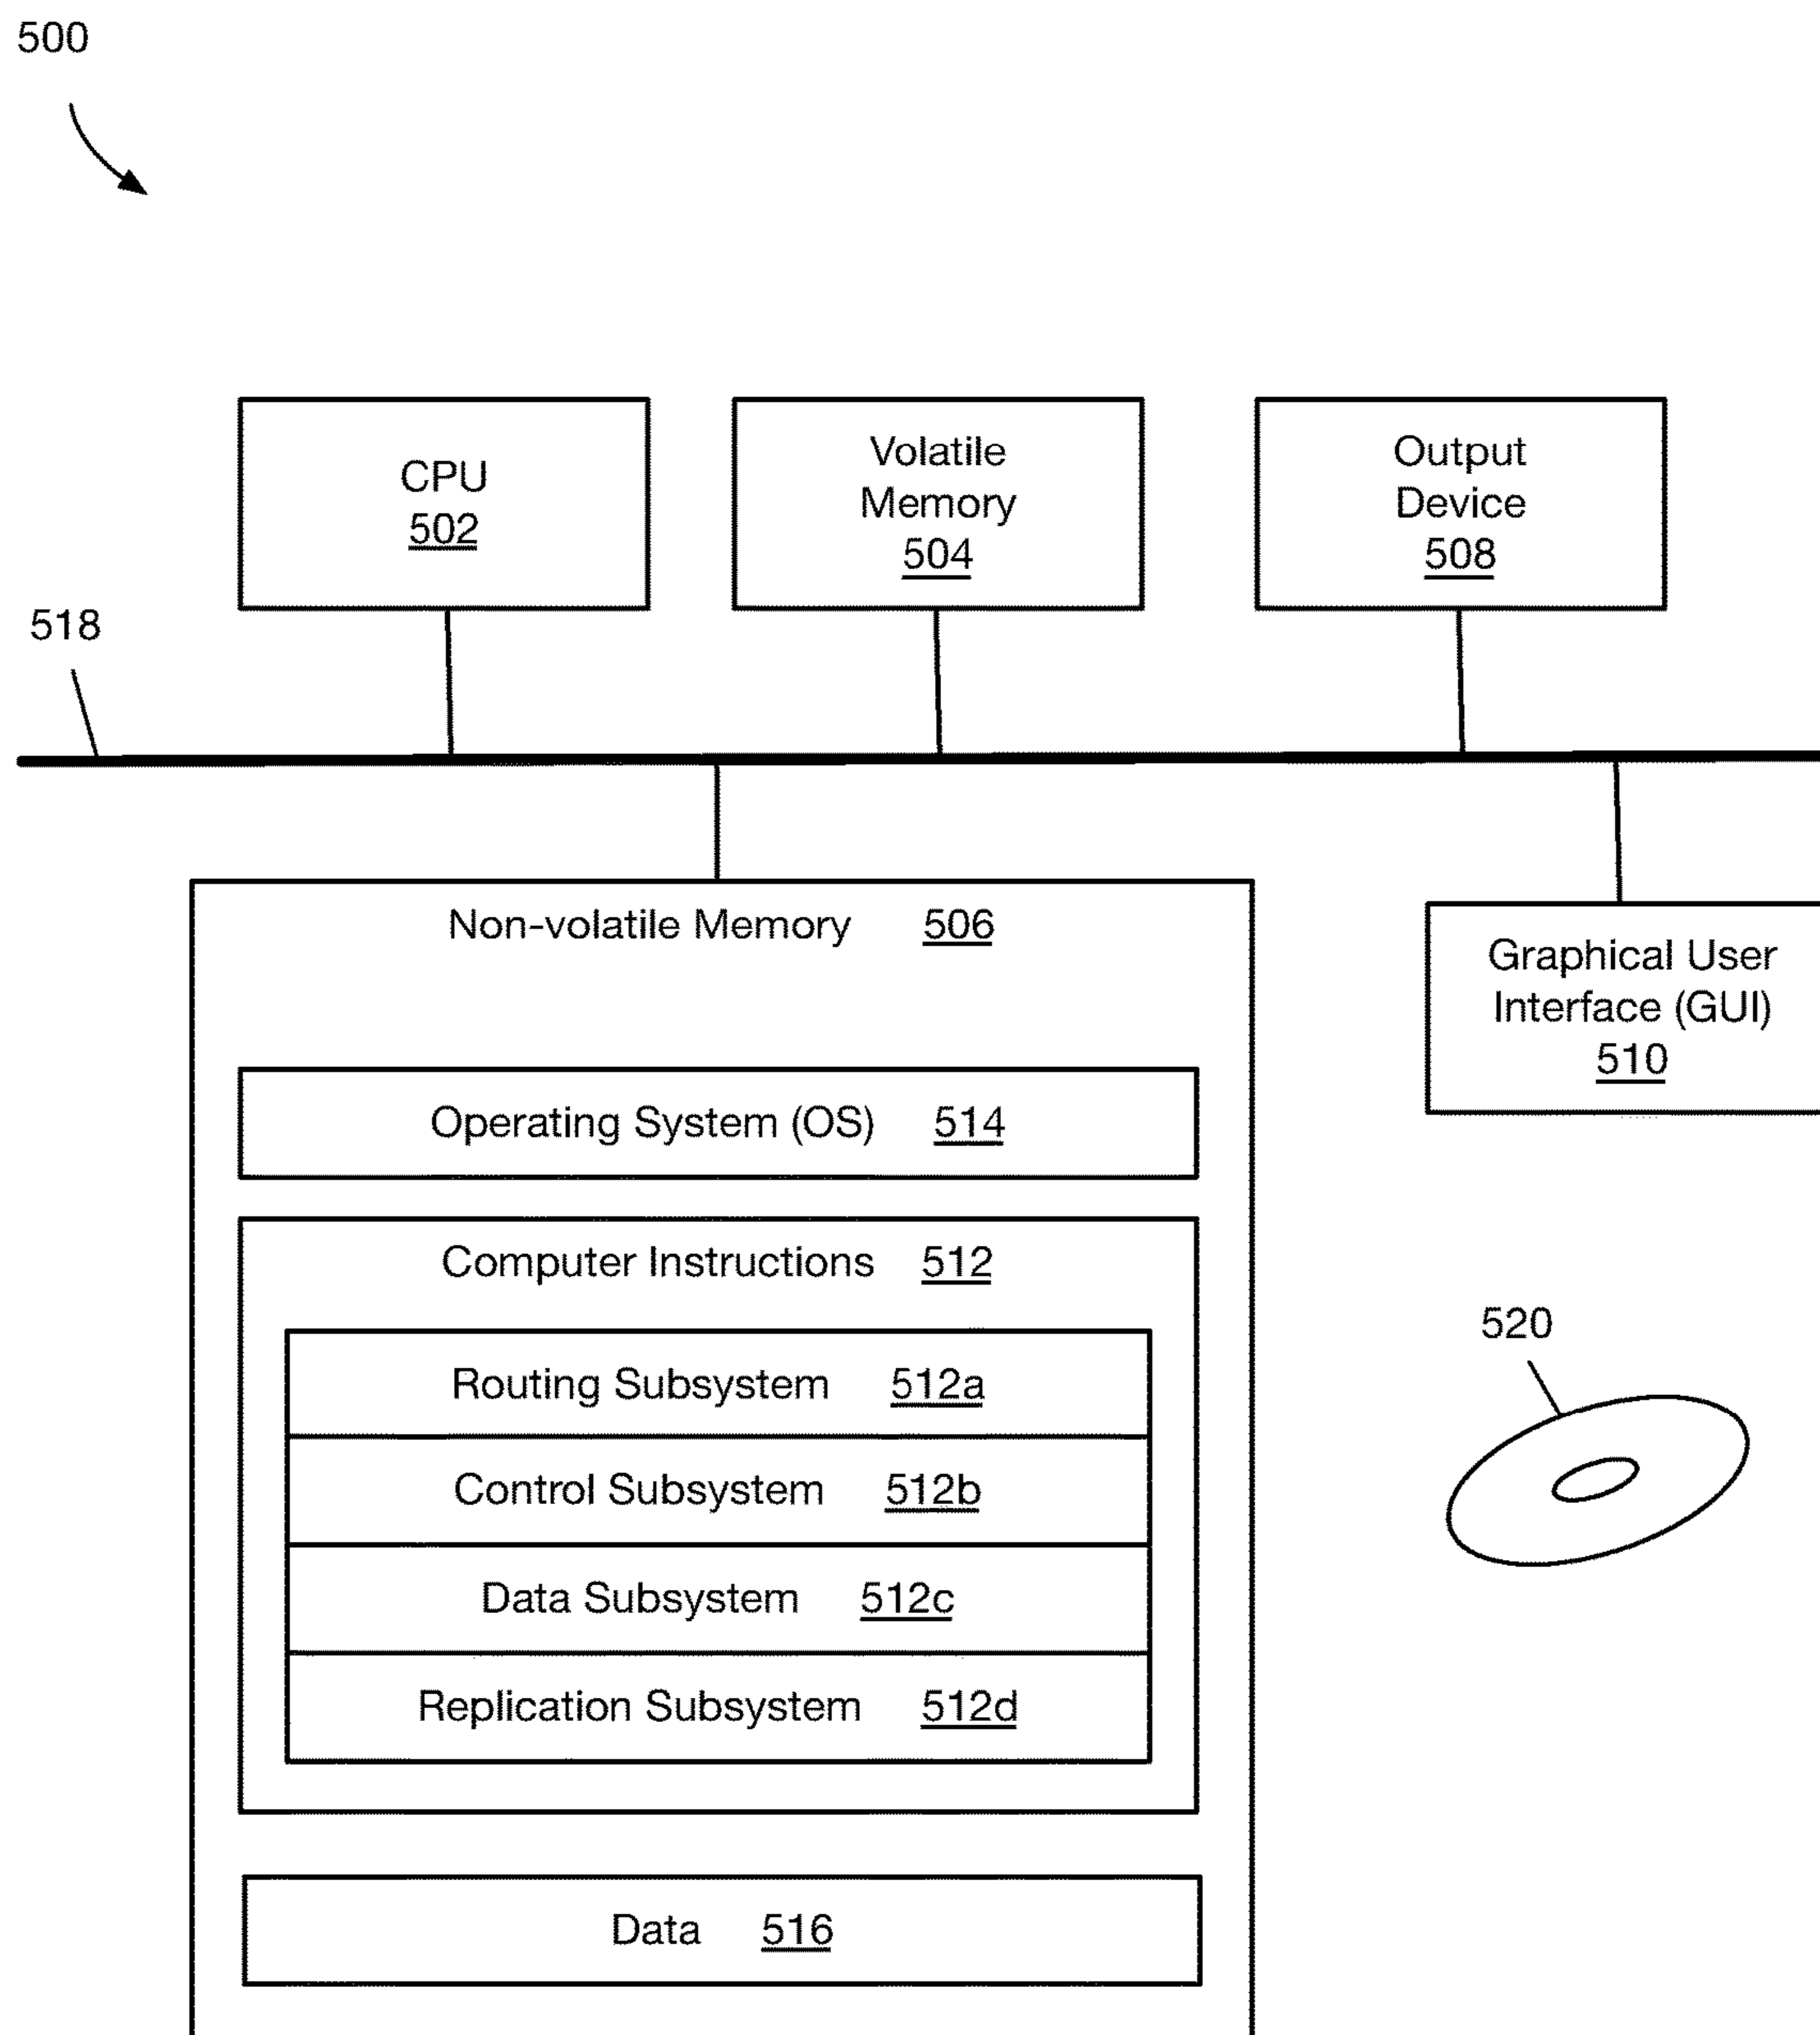 500
CPU
502
Volatile
Memory
504
Output
Device
508
518
Non-volatile Memory 506
Graphical User
Interface (GUI)
510
Operating System (OS) 514
Computer Instructions 512
520
Routing Subsystem 512a
Control Subsystem 512b
Data Subsystem 512c
Replication Subsystem 512d
Data 516